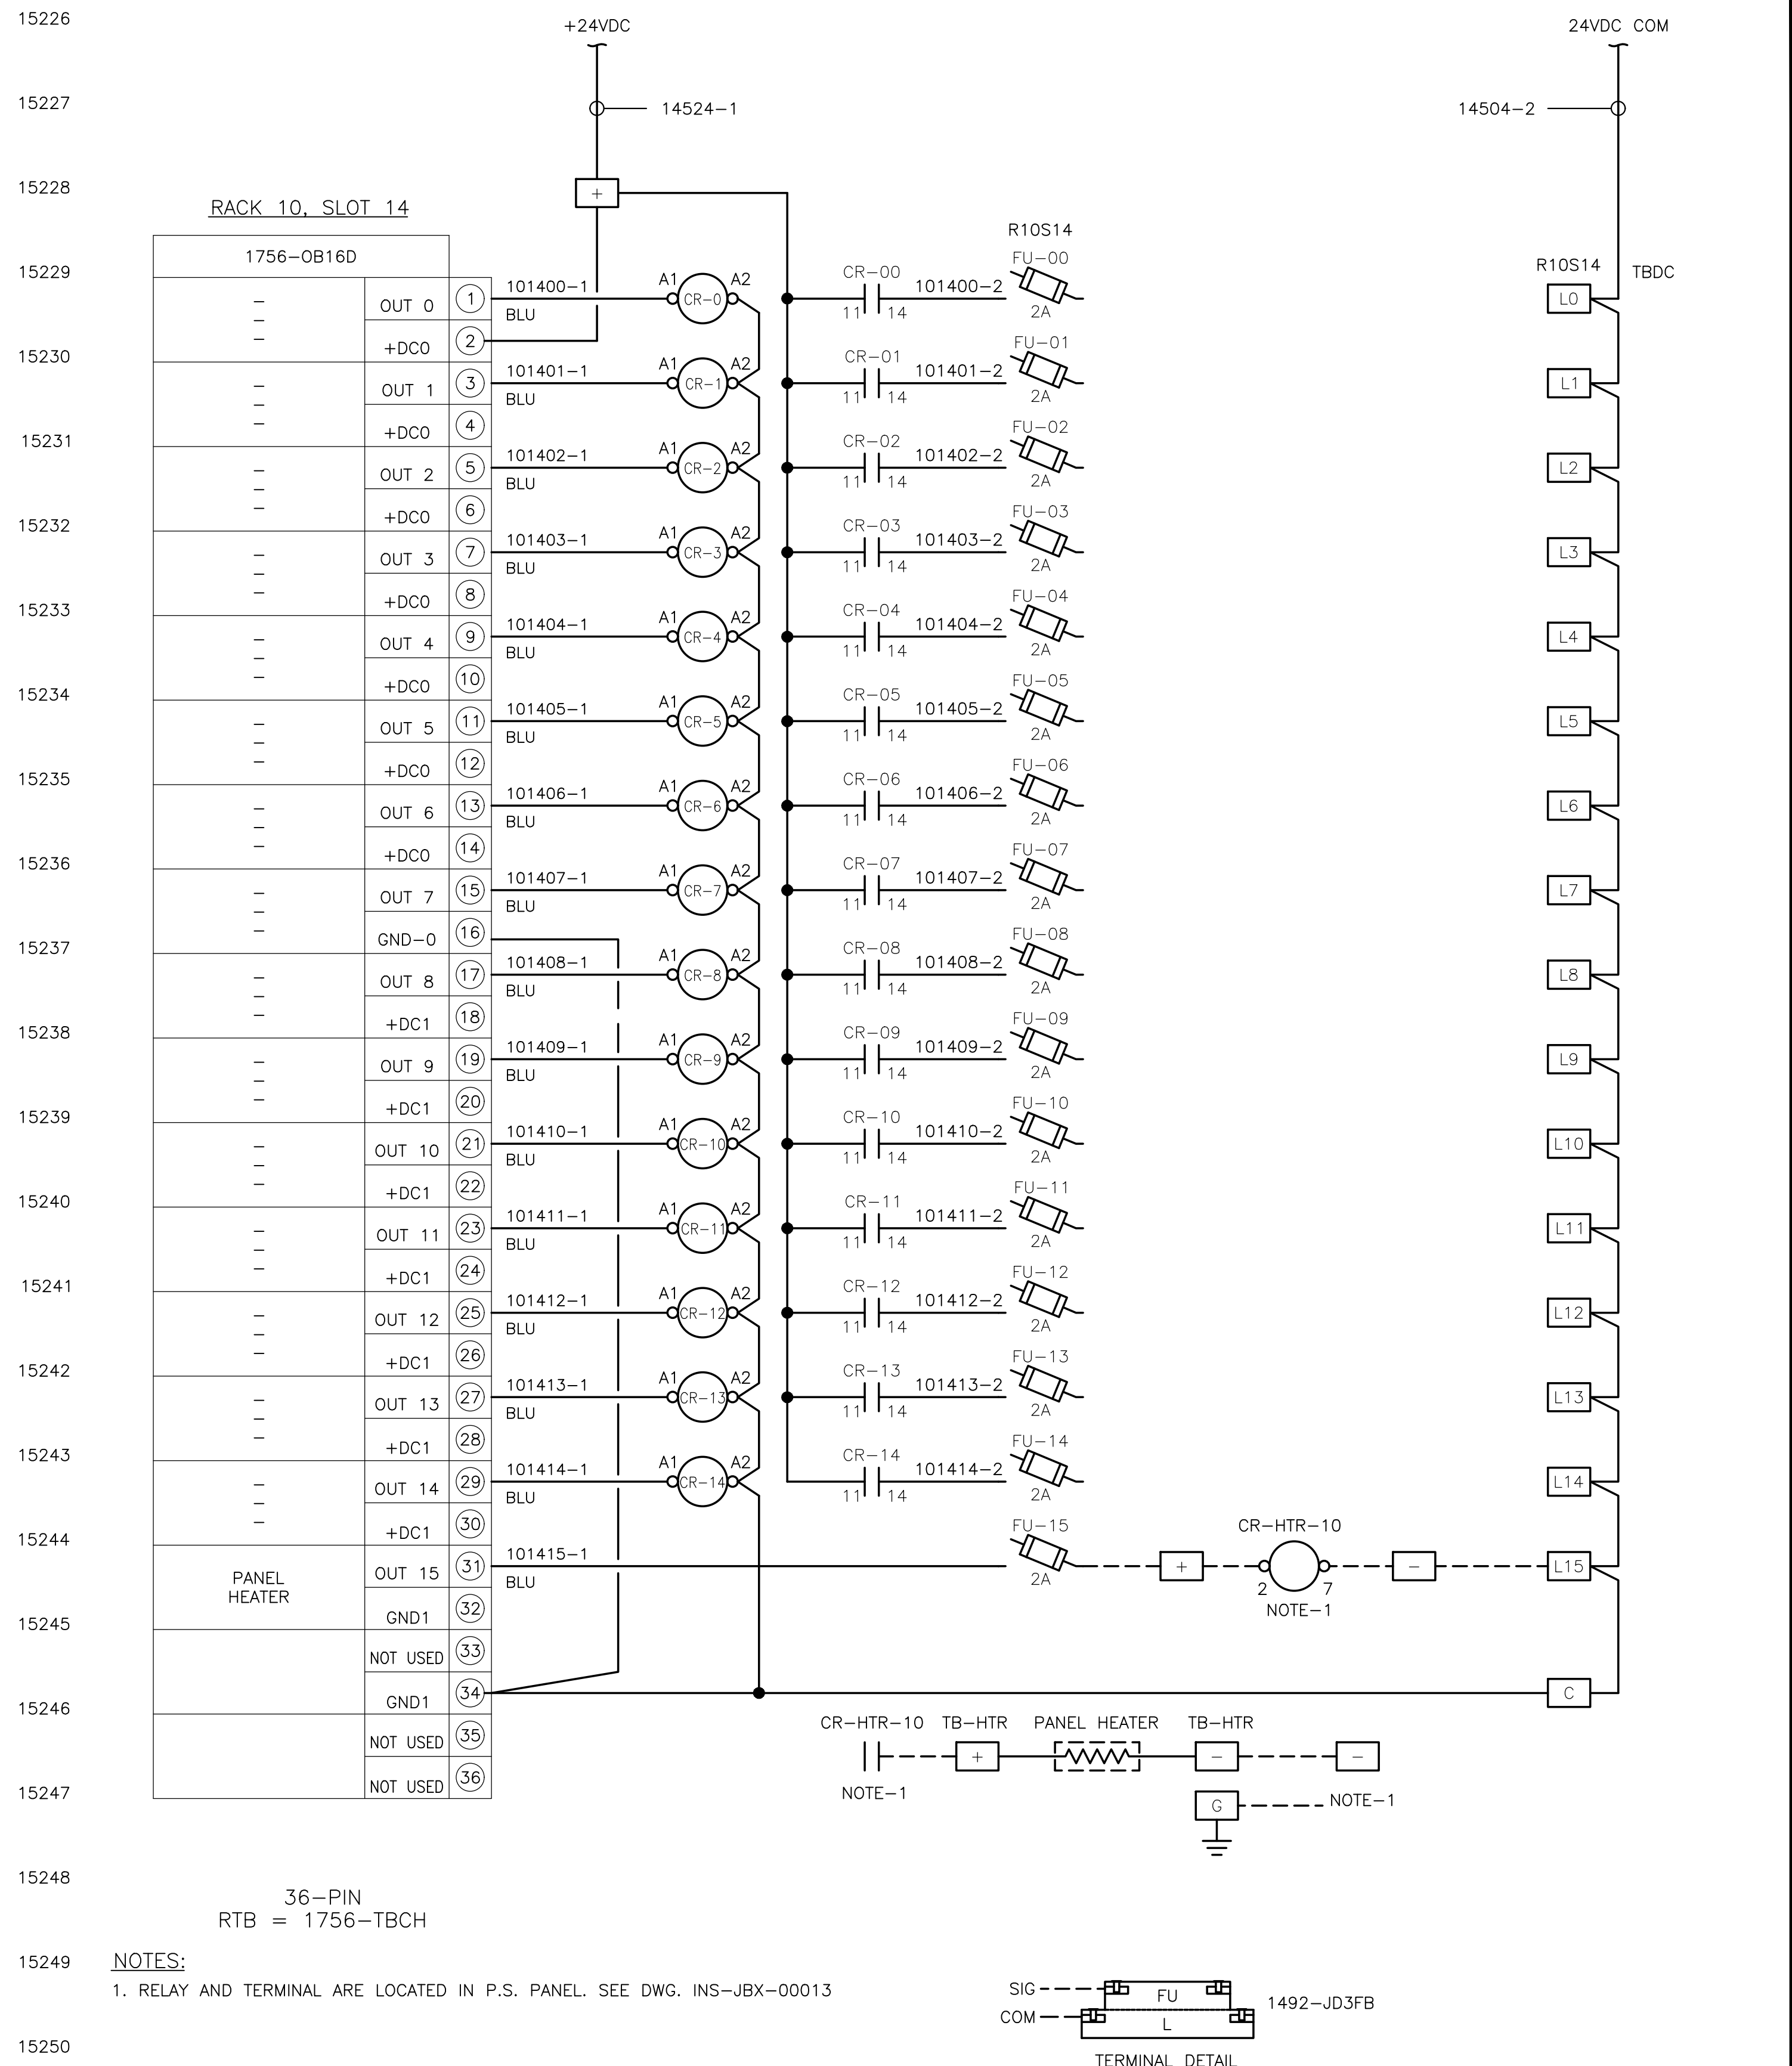 15226
+24VDC
24VDC COM
15227
14524-1
14504-2
15228
+
RACK 10, SLOT 14
R10S14
1756-OB16D
15229
FU-00
R10S14
TBDC
OUT 0
1
101400-1
BLU
A1
CR-0
A2
CR-00
11
14
101400-2
2A
L0
+DC0
2
15230
FU-01
OUT 1
3
101401-1
BLU
A1
CR-1
A2
CR-01
11
14
101401-2
2A
L1
+DC0
4
15231
FU-02
OUT 2
5
101402-1
BLU
A1
CR-2
A2
CR-02
11
14
101402-2
2A
L2
+DC0
6
15232
FU-03
OUT 3
7
101403-1
BLU
A1
CR-3
A2
CR-03
11
14
101403-2
2A
L3
+DC0
8
15233
FU-04
OUT 4
9
101404-1
BLU
A1
CR-4
A2
CR-04
11
14
101404-2
2A
L4
+DC0
10
15234
FU-05
OUT 5
11
101405-1
BLU
A1
CR-5
A2
CR-05
11
14
101405-2
2A
L5
+DC0
12
15235
FU-06
OUT 6
13
101406-1
BLU
A1
CR-6
A2
CR-06
11
14
101406-2
2A
L6
+DC0
14
15236
FU-07
OUT 7
15
101407-1
BLU
A1
CR-7
A2
CR-07
11
14
101407-2
2A
L7
GND-0
16
15237
FU-08
OUT 8
17
101408-1
BLU
A1
CR-8
A2
CR-08
11
14
101408-2
2A
L8
+DC1
18
15238
FU-09
OUT 9
19
101409-1
BLU
A1
CR-9
A2
CR-09
11
14
101409-2
2A
L9
+DC1
20
15239
FU-10
OUT 10
21
101410-1
BLU
A1
CR-10
A2
CR-10
11
14
101410-2
2A
L10
+DC1
22
15240
FU-11
OUT 11
23
101411-1
BLU
A1
CR-11
A2
CR-11
11
14
101411-2
2A
L11
+DC1
24
15241
FU-12
OUT 12
25
101412-1
BLU
A1
CR-12
A2
CR-12
11
14
101412-2
2A
L12
+DC1
26
15242
FU-13
OUT 13
27
101413-1
BLU
A1
CR-13
A2
CR-13
11
14
101413-2
2A
L13
+DC1
28
15243
FU-14
OUT 14
29
101414-1
BLU
A1
CR-14
A2
CR-14
11
14
101414-2
2A
L14
+DC1
30
15244
FU-15
CR-HTR-10
PANEL
HEATER
OUT 15
31
101415-1
BLU
2A
+
2
7
-
L15
NOTE-1
GND1
32
15245
NOT USED
33
GND1
34
C
15246
CR-HTR-10
TB-HTR
PANEL HEATER
TB-HTR
NOT USED
35
+
-
-
NOT USED
36
15247
NOTE-1
G
NOTE-1
15248
36-PIN
RTB = 1756-TBCH
15249
NOTES:
1. RELAY AND TERMINAL ARE LOCATED IN P.S. PANEL. SEE DWG. INS-JBX-00013
SIG
FU
1492-JD3FB
COM
L
15250
TERMINAL DETAIL